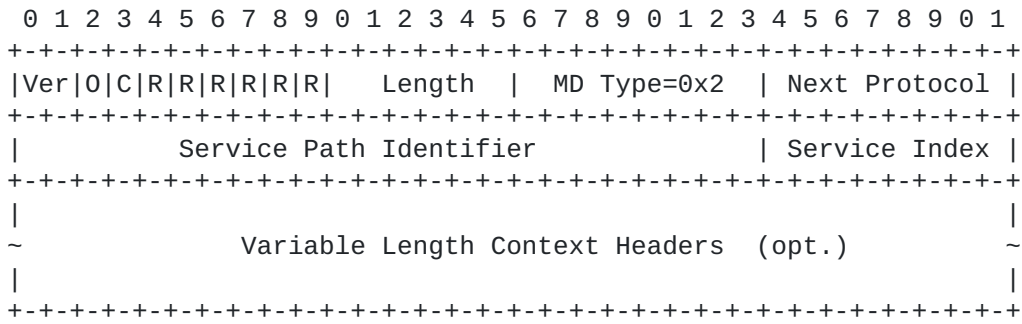 0 1 2 3 4 5 6 7 8 9 0 1 2 3 4 5 6 7 8 9 0 1 2 3 4 5 6 7 8 9 0 1
+-+-+-+-+-+-+-+-+-+-+-+-+-+-+-+-+-+-+-+-+-+-+-+-+-+-+-+-+-+-+-+-+
|Ver|O|C|R|R|R|R|R|R|   Length  |  MD Type=0x2  | Next Protocol |
+-+-+-+-+-+-+-+-+-+-+-+-+-+-+-+-+-+-+-+-+-+-+-+-+-+-+-+-+-+-+-+-+
|          Service Path Identifier              | Service Index |
+-+-+-+-+-+-+-+-+-+-+-+-+-+-+-+-+-+-+-+-+-+-+-+-+-+-+-+-+-+-+-+-+
|                                                               |
~              Variable Length Context Headers  (opt.)          ~
|                                                               |
+-+-+-+-+-+-+-+-+-+-+-+-+-+-+-+-+-+-+-+-+-+-+-+-+-+-+-+-+-+-+-+-+